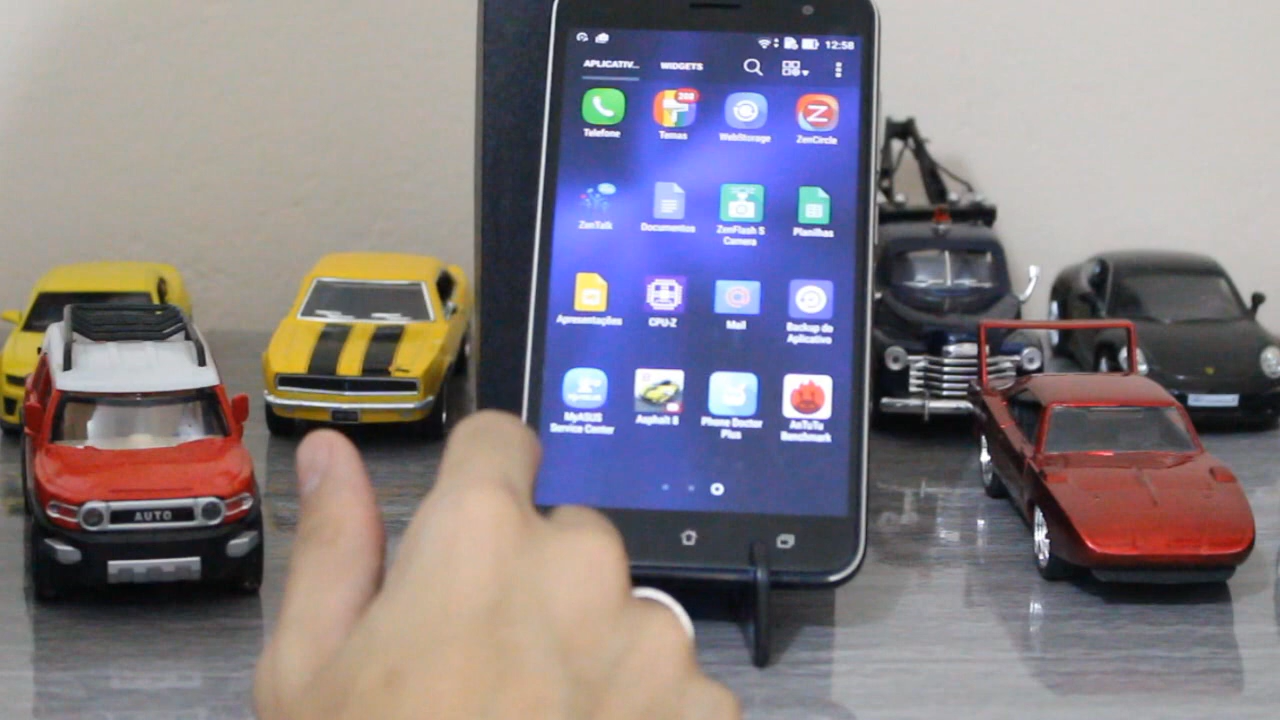 12:58
APLICATIV... WIDGETS
208
Telefone Temas WebStorage ZenCircle
ZenTalk Documentos ZenFlash S Camera Planilhas
Apresentações CPU-Z Mail Backup do Aplicativo
MyASUS Service Center Asphalt 8 Phone Doctor Plus AnTuTu Benchmark
AUTO